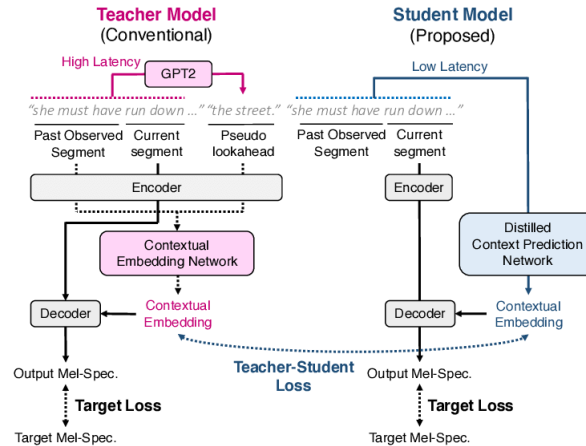 Teacher Model
(Conventional)
High Latency
GPT2
“she must have run down ...” “the street.”
Past Observed Segment
Current segment
Pseudo lookahead
Encoder
Contextual
Embedding Network
Decoder
Contextual
Embedding
Output Mel-Spec.
Target Loss
Target Mel-Spec.
Teacher-Student
Loss
Student Model
(Proposed)
Low Latency
“she must have run down ...”
Past Observed Segment
Current segment
Encoder
Distilled
Context Prediction
Network
Decoder
Contextual
Embedding
Output Mel-Spec.
Target Loss
Target Mel-Spec.